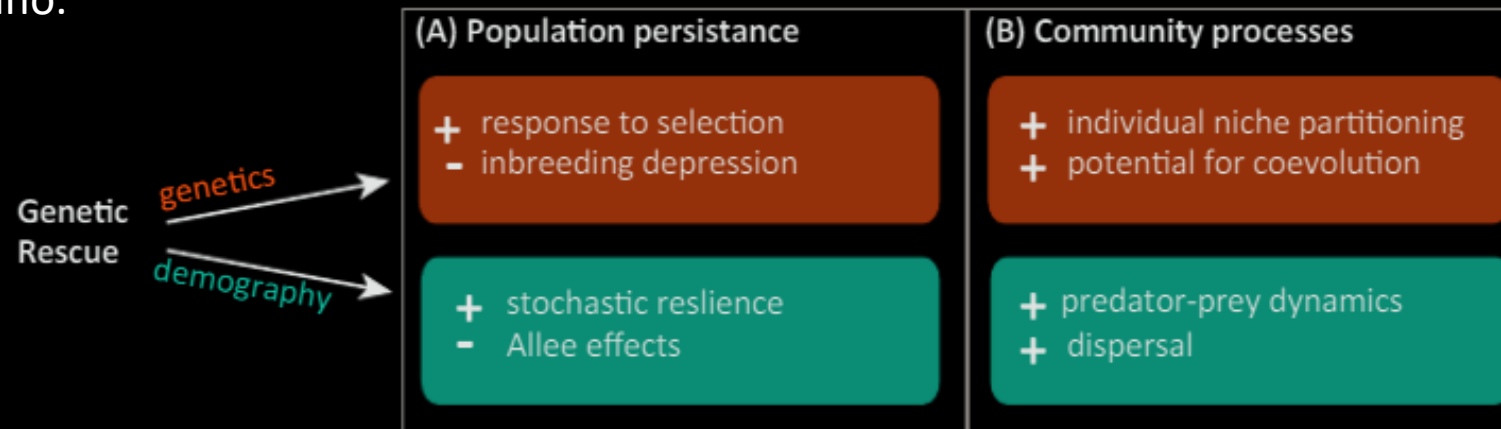 (A) Population persistance
(B) Community processes
+ response to selection
- inbreeding depression
+ individual niche partitioning
+ potential for coevolution
genetics
Genetic
Rescue
demography
+ stochastic reslience
- Allee effects
+ predator-prey dynamics
+ dispersal